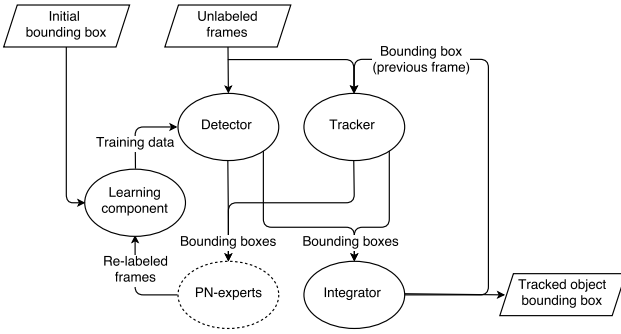 Initial
bounding box
Unlabeled
frames
Bounding box
(previous frame)
Detector
Tracker
Training data
Learning
component
Bounding boxes
Bounding boxes
Re-labeled
frames
PN-experts
Integrator
Tracked object
bounding box